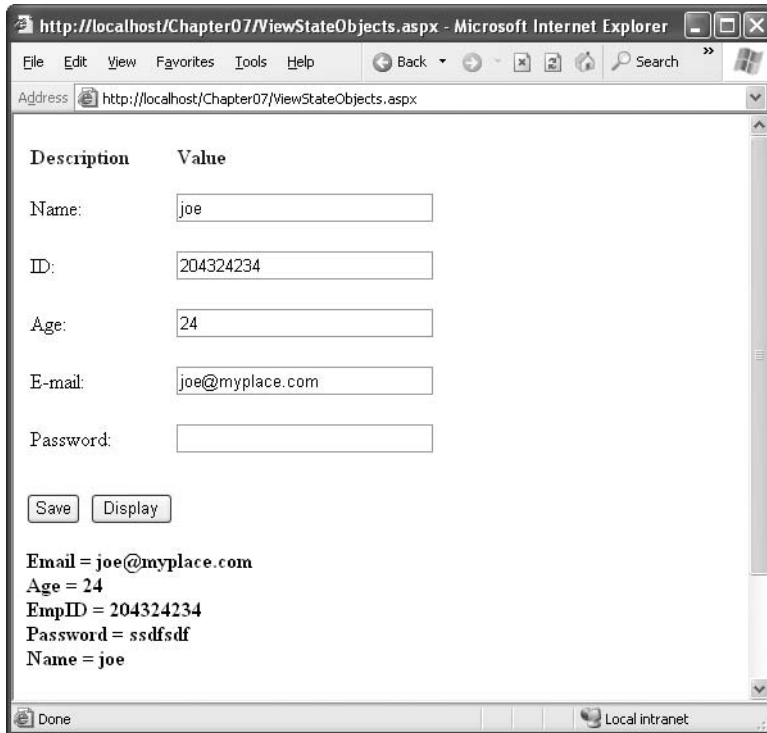 http://localhost/Chapter07/ViewStateObjects.aspx - Microsoft Internet Explorer
File Edit View Favorites Tools Help Back Search »
Address http://localhost/Chapter07/ViewStateObjects.aspx
Description Value
Name: joe
ID: 204324234
Age: 24
E-mail: joe@myplace.com
Password:
Save Display
Email = joe@myplace.com
Age = 24
EmpID = 204324234
Password = ssdfsdf
Name = joe
Done Local intranet